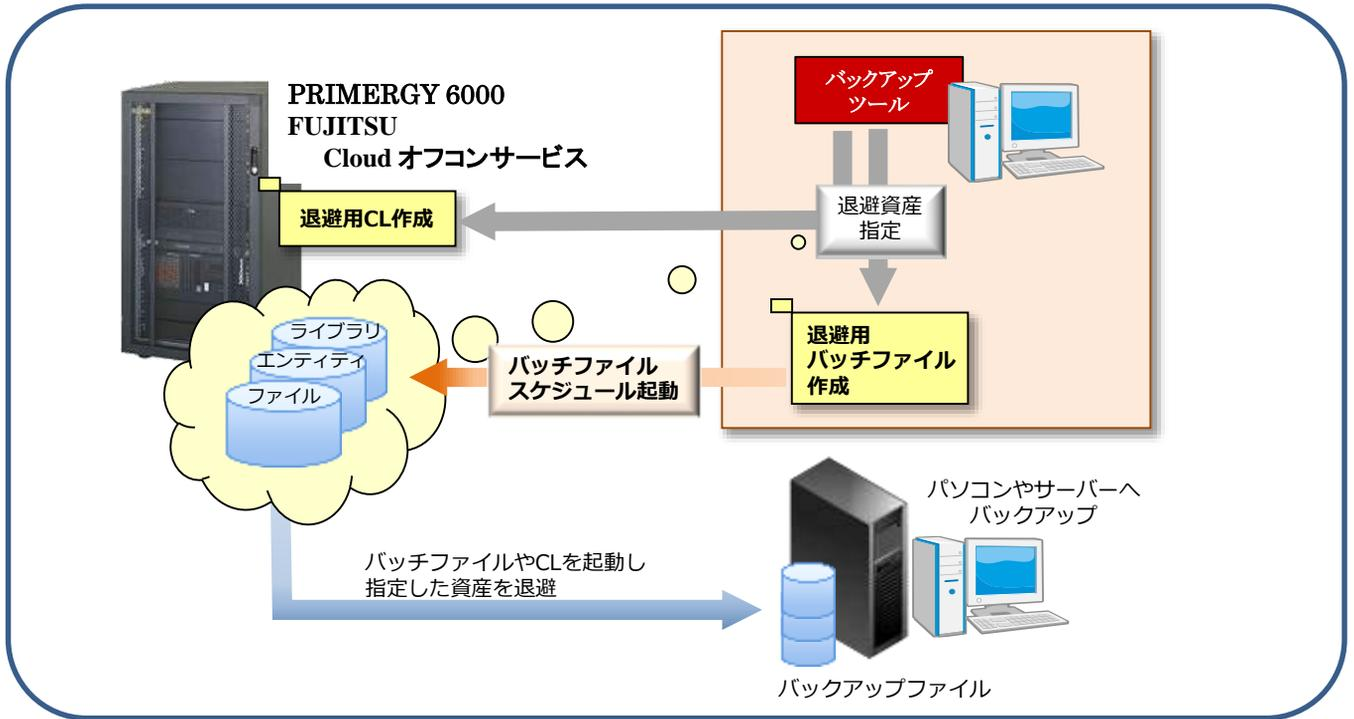 PRIMERGY 6000
FUJITSU
Cloud オフコンサービス
バックアップ
ツール
退避用CL作成
退避資産
指定
ライブラリ
エンティティ
ファイル
バッチファイル
スケジュール起動
退避用
バッチファイル
作成
パソコンやサーバーへ
バックアップ
バッチファイルやCLを起動し
指定した資産を退避
バックアップファイル